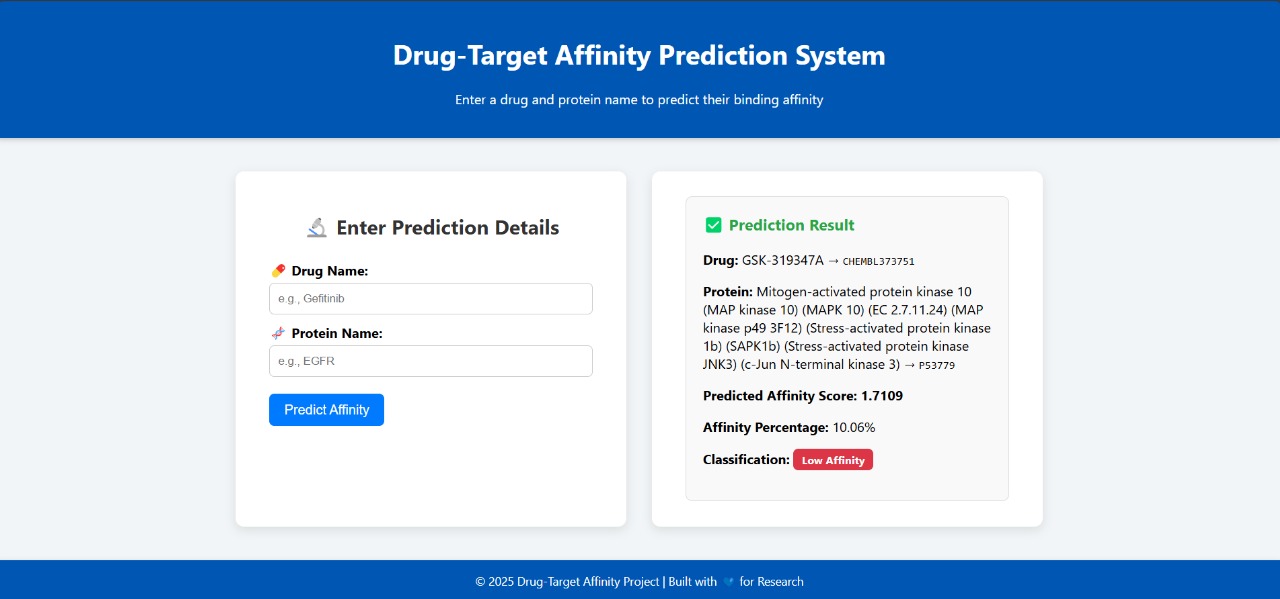 Drug-Target Affinity Prediction System
Enter a drug and protein name to predict their binding affinity
Enter Prediction Details
Drug Name:
e.g., Gefitinib
Protein Name:
e.g., EGFR
Predict Affinity
Prediction Result
Drug: GSK-319347A → CHEMBL373751
Protein: Mitogen-activated protein kinase 10
(MAP kinase 10) (MAPK 10) (EC 2.7.11.24) (MAP
kinase p49 3F12) (Stress-activated protein kinase
1b) (SAPK1b) (Stress-activated protein kinase
JNK3) (c-Jun N-terminal kinase 3) → P53779
Predicted Affinity Score: 1.7109
Affinity Percentage: 10.06%
Classification: Low Affinity
© 2025 Drug-Target Affinity Project | Built with 💙 for Research